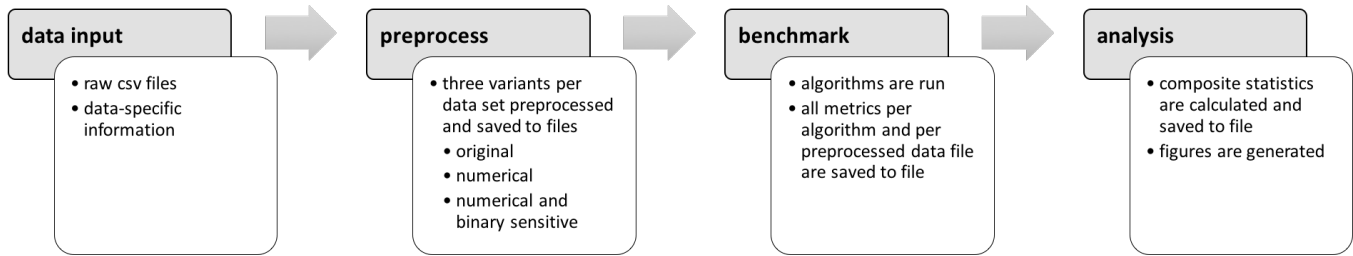 data input
• raw csv files
• data-specific
information
preprocess
• three variants per
data set preprocessed
and saved to files
• original
• numerical
• numerical and
binary sensitive
benchmark
• algorithms are run
• all metrics per
algorithm and per
preprocessed data file
are saved to file
analysis
• composite statistics
are calculated and
saved to file
• figures are generated